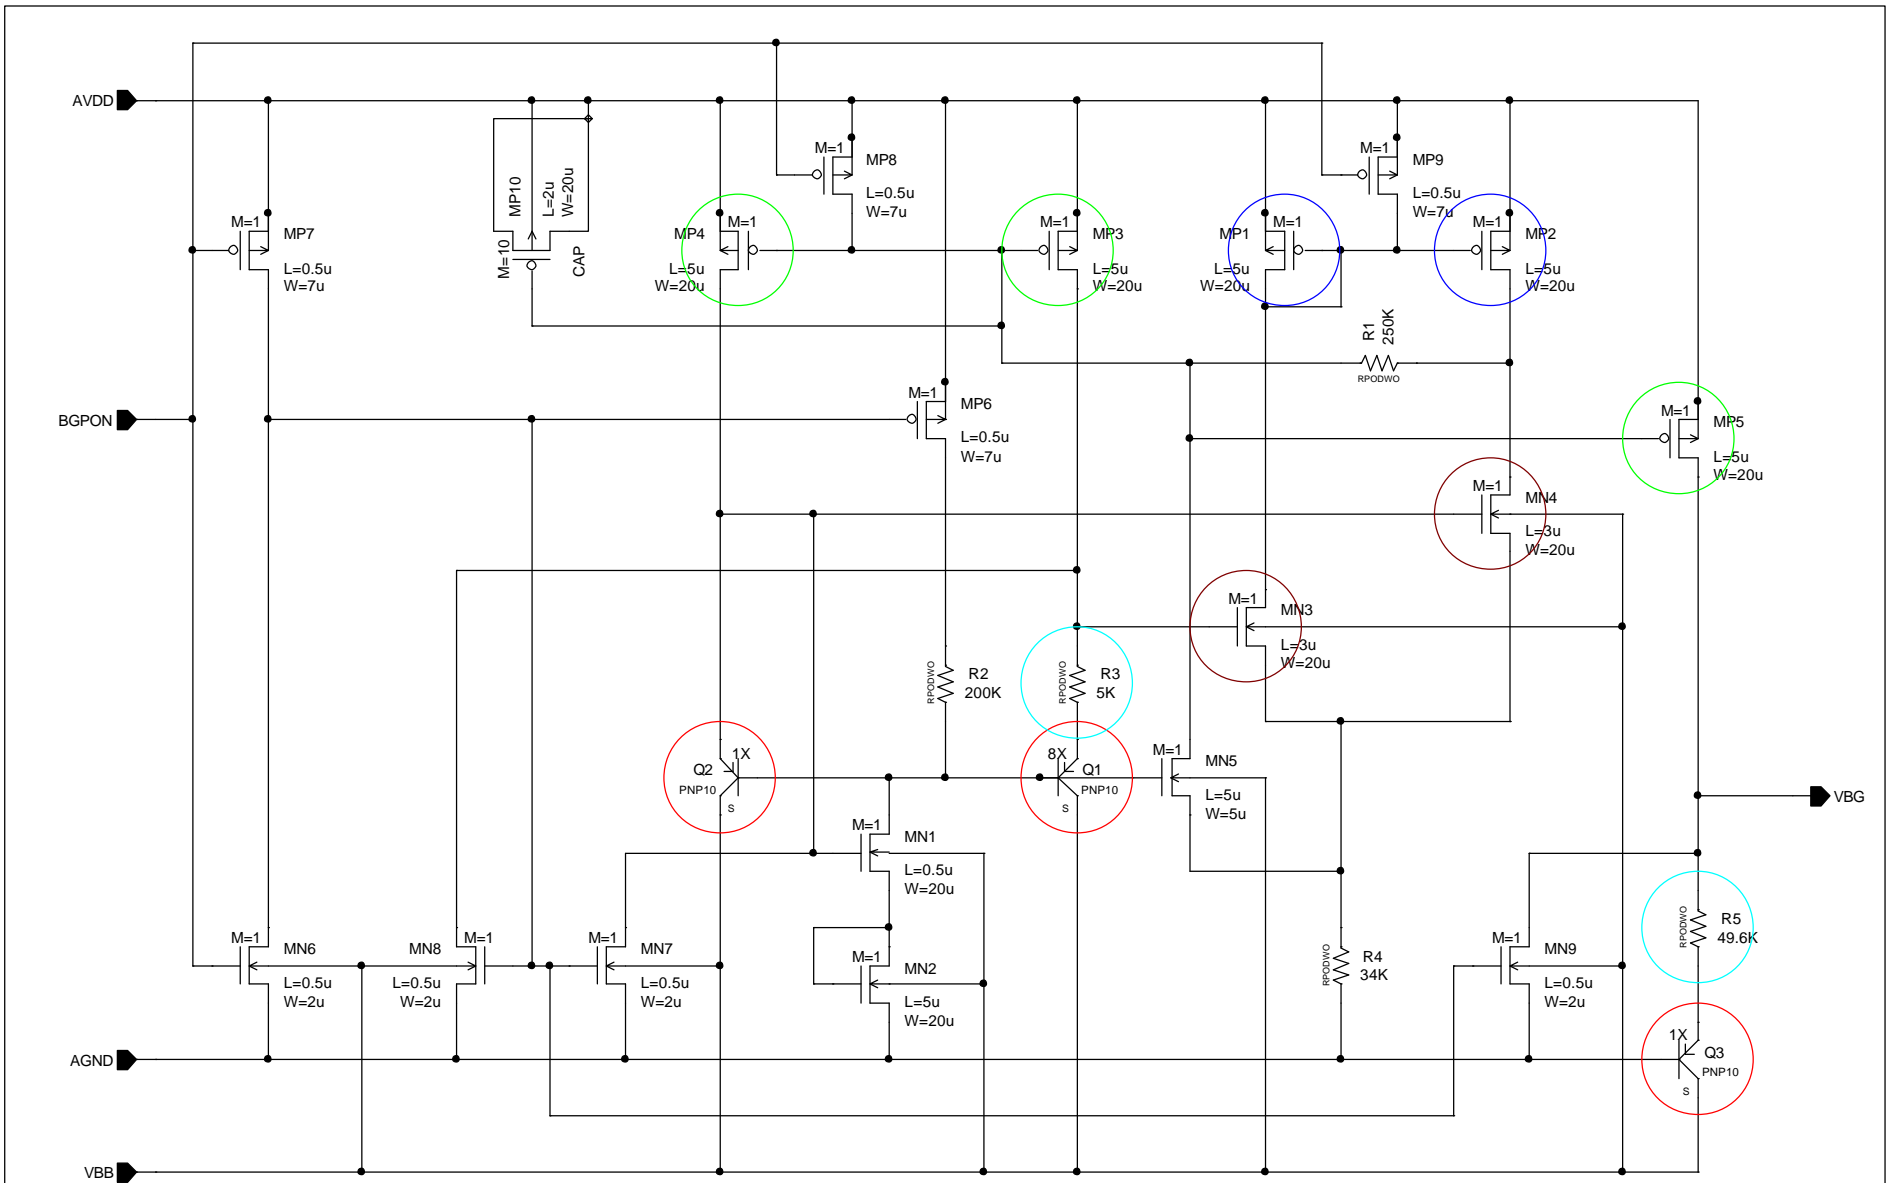 AVDD
M=1
MP8
L=0.5u
W=7u
M=1
MP9
L=0.5u
W=7u
M=1
MP7
L=0.5u
W=7u
M=10
MP10
L=2u
W=20u
CAP
M=1
MP4
L=5u
W=20u
M=1
MP3
L=5u
W=20u
M=1
MP1
L=5u
W=20u
M=1
MP2
L=5u
W=20u
R1
250K
RPODWO
BGPON
M=1
MP6
L=0.5u
W=7u
M=1
MP5
L=5u
W=20u
M=1
MN4
L=3u
W=20u
M=1
MN3
L=3u
W=20u
RPODWO
R2
200K
RPODWO
R3
5K
1X
Q2
PNP10
S
8X
Q1
PNP10
S
M=1
MN5
L=5u
W=5u
VBG
M=1
MN1
L=0.5u
W=20u
M=1
MN6
L=0.5u
W=2u
M=1
MN8
L=0.5u
W=2u
M=1
MN7
L=0.5u
W=2u
M=1
MN2
L=5u
W=20u
RPODWO
R4
34K
M=1
MN9
L=0.5u
W=2u
RPODWO
R5
49.6K
AGND
1X
Q3
PNP10
S
VBB